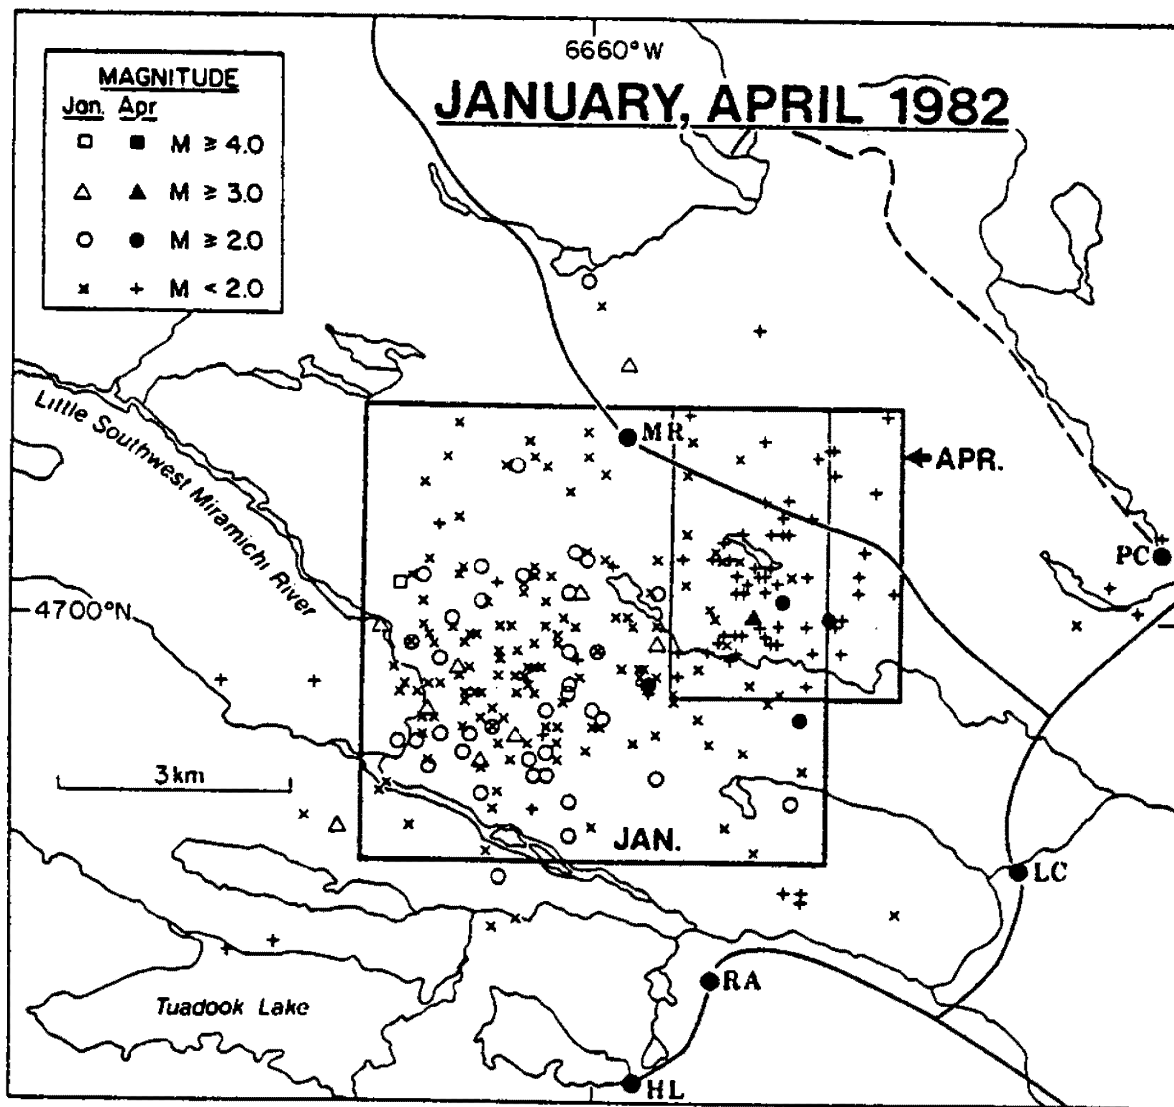 6660°W
JANUARY, APRIL 1982
MAGNITUDE
Jan. Apr
M ≥ 4.0
M ≥ 3.0
M ≥ 2.0
M < 2.0
MR
APR.
Little Southwest Miramichi River
PC
4700°N
3km
JAN.
LC
RA
Tuadook Lake
HL